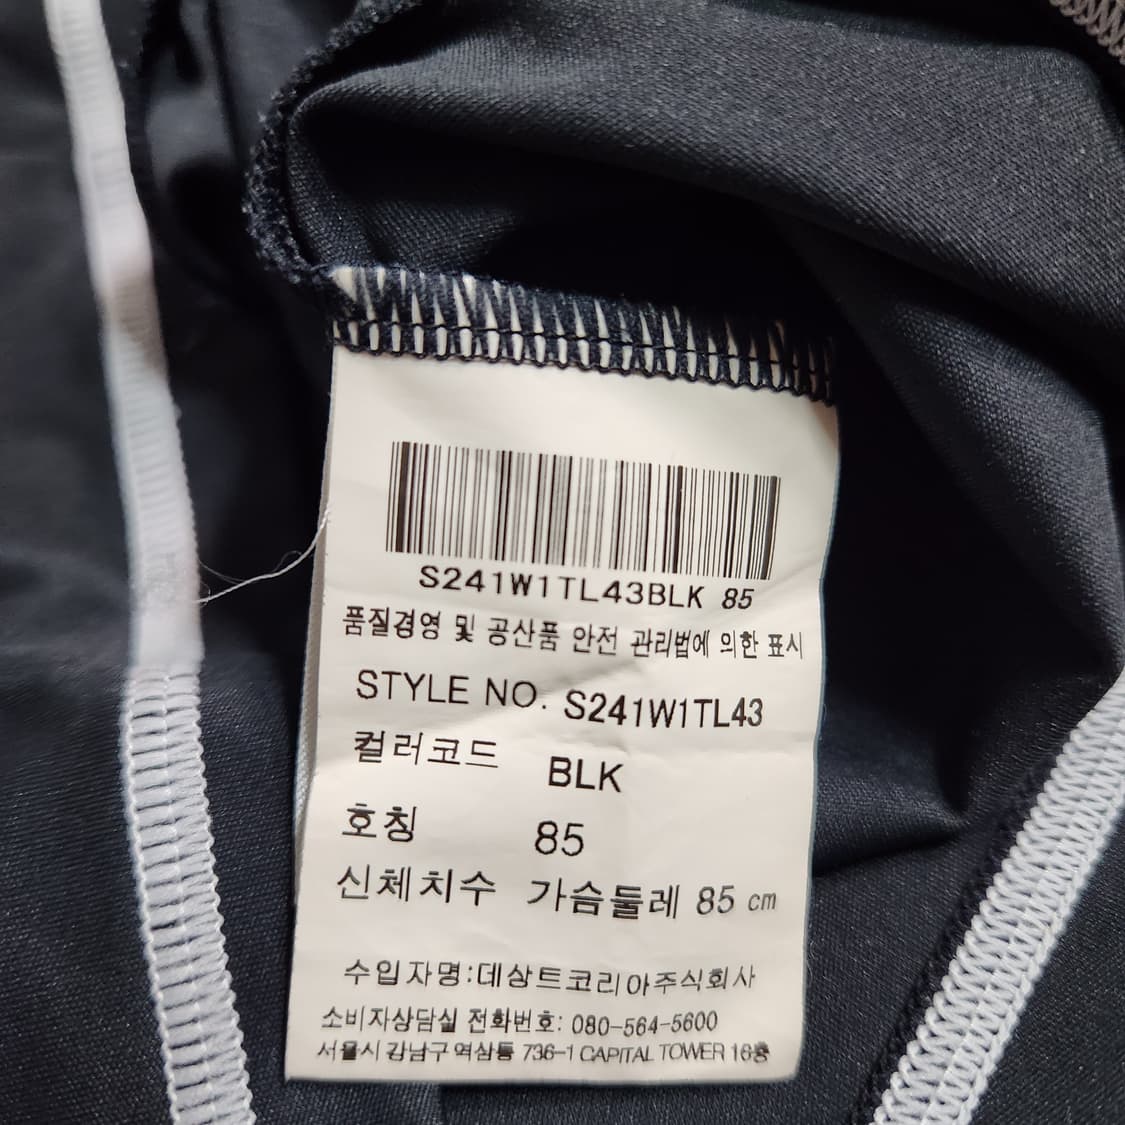 S241W1TL43BLK 85
품질경영 및 공산품 안전 관리법에 의한 표시
STYLE NO. S241W1TL43
컬러코드 BLK
호칭 85
신체치수 가슴둘레 85 cm
수입자명:데상트코리아주식회사
소비자상담실 전화번호: 080-564-5600
서울시 강남구 역삼동 736-1 CAPITAL TOWER 16층